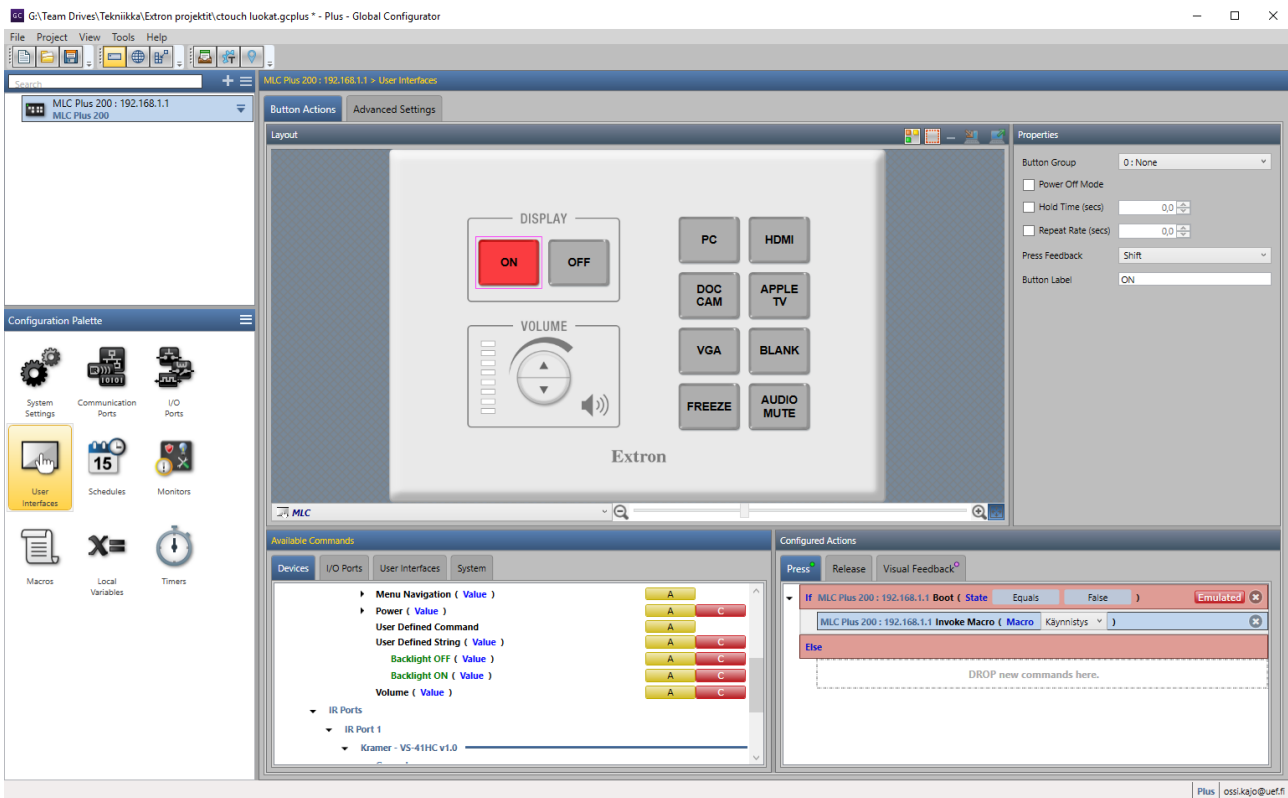 GC G:\Team Drives\Tekniikka\Extron projektit\ctouch luokat.gcplus * - Plus - Global Configurator
File Project View Tools Help
Search
MLC Plus 200 : 192.168.1.1
MLC Plus 200
Configuration Palette
System Settings
Communication Ports
I/O Ports
User Interfaces
15
Schedules
Monitors
Macros
X=
Local Variables
Timers
MLC Plus 200 : 192.168.1.1 > User Interfaces
Button Actions Advanced Settings
Layout
DISPLAY
ON OFF
VOLUME
PC HDMI
DOC CAM APPLE TV
VGA BLANK
FREEZE AUDIO MUTE
Extron
MLC
Properties
Button Group 0 : None
Power Off Mode
Hold Time (secs) 0,0
Repeat Rate (secs) 0,0
Press Feedback Shift
Button Label ON
Available Commands
Devices I/O Ports User Interfaces System
Menu Navigation ( Value ) A
Power ( Value ) A C
User Defined Command A
User Defined String ( Value ) A C
Backlight OFF ( Value ) A C
Backlight ON ( Value ) A C
Volume ( Value ) A C
IR Ports
IR Port 1
Kramer - VS-41HC v1.0
Configured Actions
Press Release Visual Feedback
If MLC Plus 200 : 192.168.1.1 Boot ( State Equals False ) Emulated
MLC Plus 200 : 192.168.1.1 Invoke Macro ( Macro Käynnistys )
Else
DROP new commands here.
Plus ossi.kajo@uef.fi